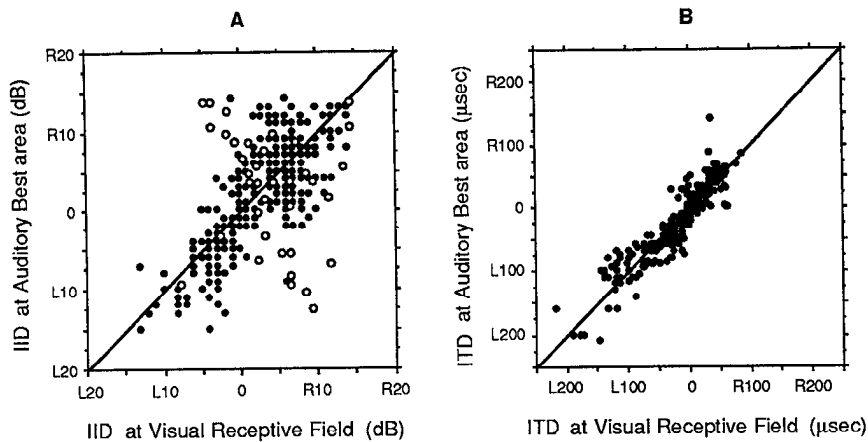 A
B
IID at Auditory Best area (dB)
R20
R10
0
L10
L20
L20 L10 0 R10 R20
IID at Visual Receptive Field (dB)
ITD at Auditory Best area (µsec)
R200
R100
0
L100
L200
L200 L100 0 R100 R200
ITD at Visual Receptive Field (µsec)